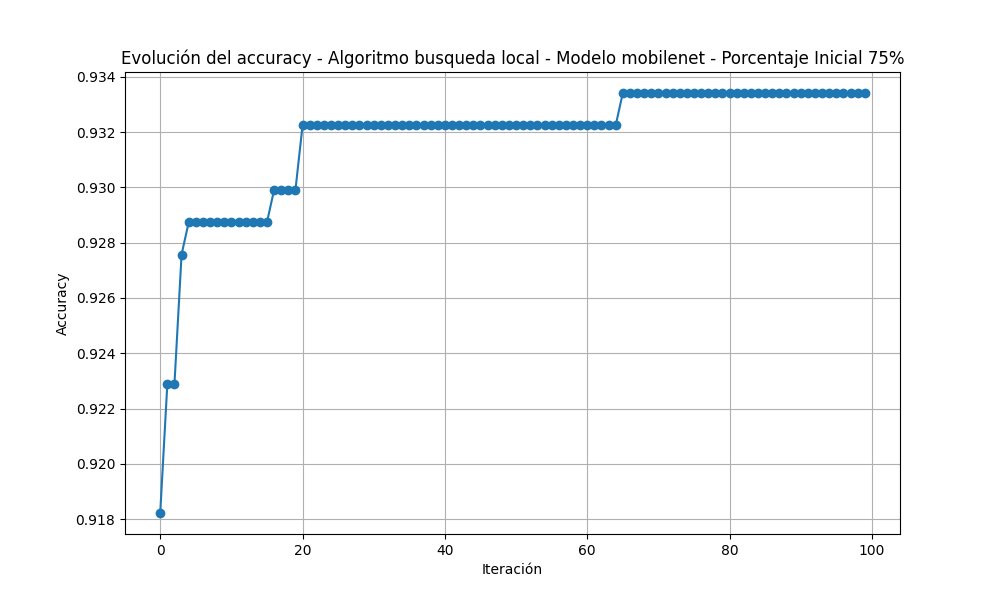 Evolución del accuracy - Algoritmo busqueda local - Modelo mobilenet - Porcentaje Inicial 75%
0.934
0.932
0.930
0.928
0.926
0.924
0.922
0.920
0.918
Accuracy
0 20 40 60 80 100
Iteración